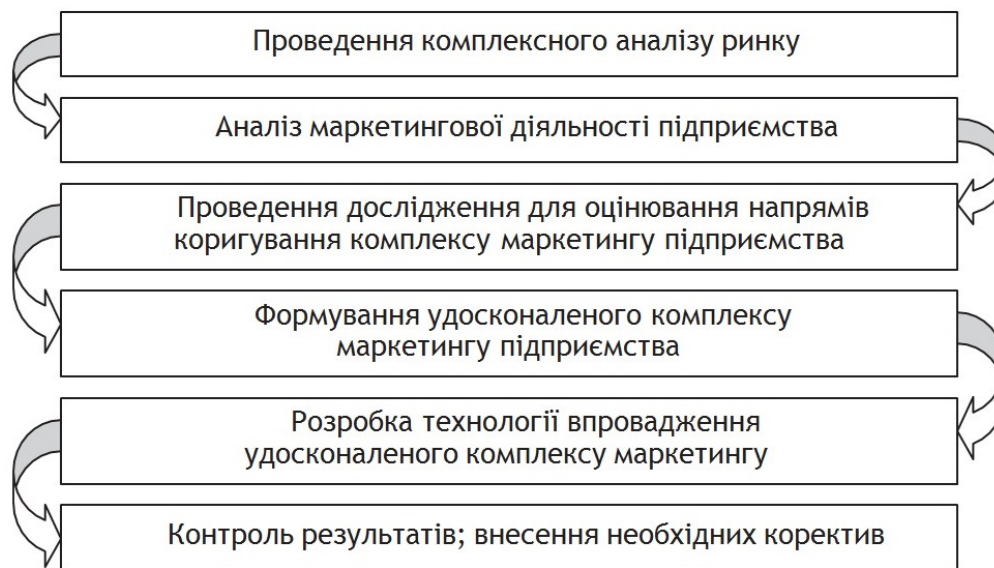 Проведення комплексного аналізу ринку
Аналіз маркетингової діяльності підприємства
Проведення дослідження для оцінювання напрямів
коригування комплексу маркетингу підприємства
Формування удосконаленого комплексу
маркетингу підприємства
Розробка технології впровадження
удосконаленого комплексу маркетингу
Контроль результатів; внесення необхідних коректив